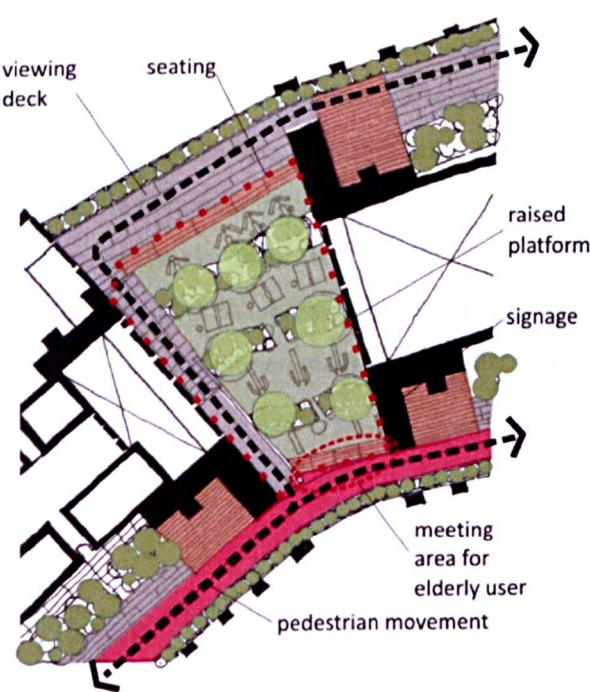 viewing
deck
seating
raised
platform
signage
meeting
area for
elderly user
pedestrian movement